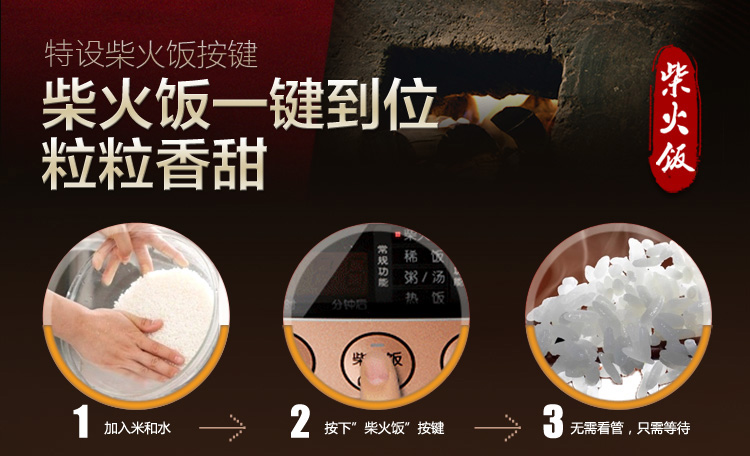 特设柴火饭按键
柴火饭一键到位
粒粒香甜
柴火饭
常规功能
稀 饭
粥/汤
热 饭
分钟后
柴 饭
1 加入米和水
2 按下"柴火饭"按键
3 无需看管，只需等待